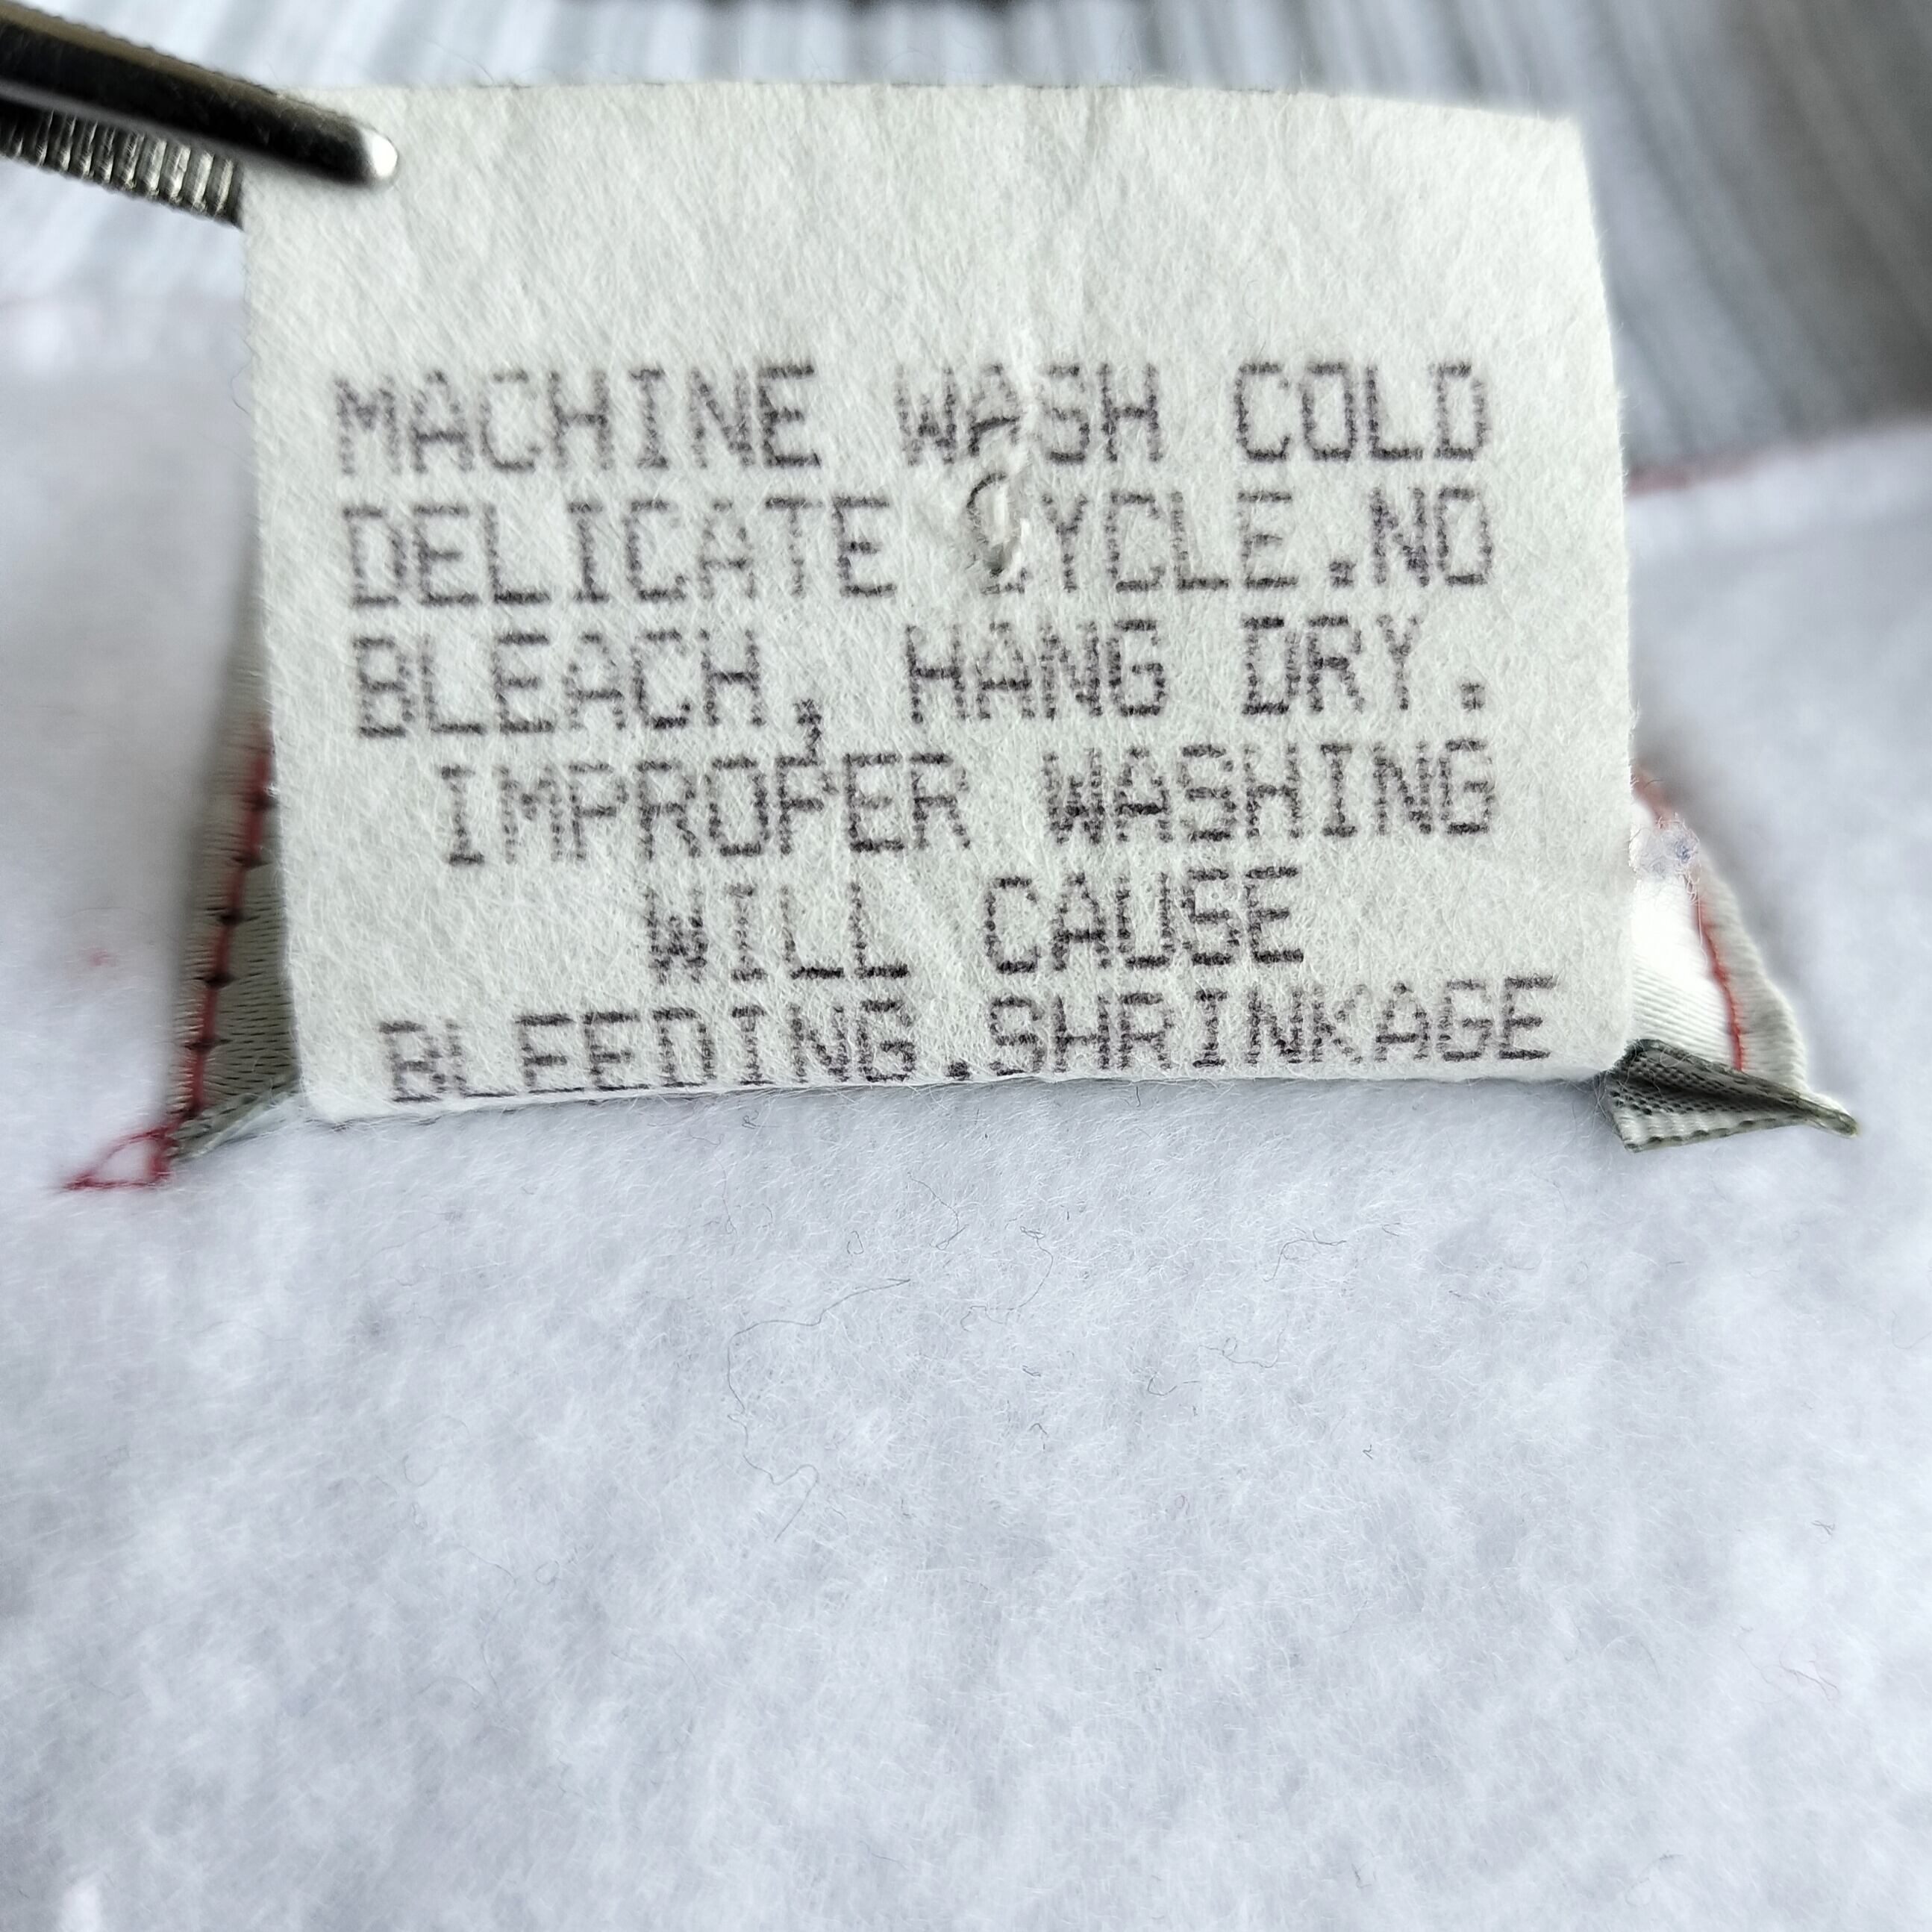 MACHINE WASH COLD
DELICATE CYCLE.NO
BLEACH, HANG DRY.
IMPROPER WASHING
WILL CAUSE
BLEEDING.SHRINKAGE